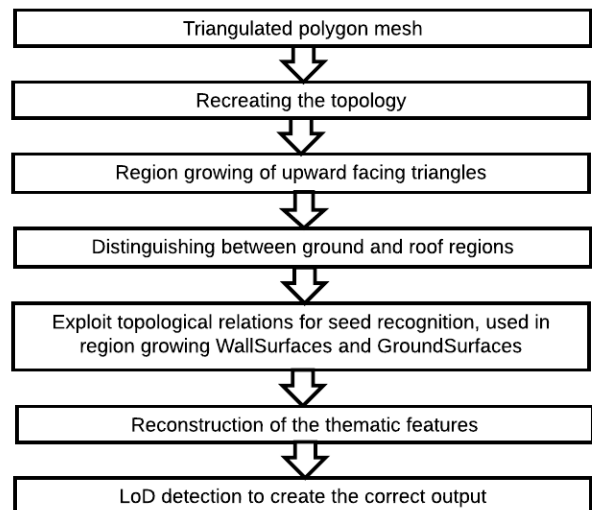 Triangulated polygon mesh
Recreating the topology
Region growing of upward facing triangles
Distinguishing between ground and roof regions
Exploit topological relations for seed recognition, used in
region growing WallSurfaces and GroundSurfaces
Reconstruction of the thematic features
LoD detection to create the correct output